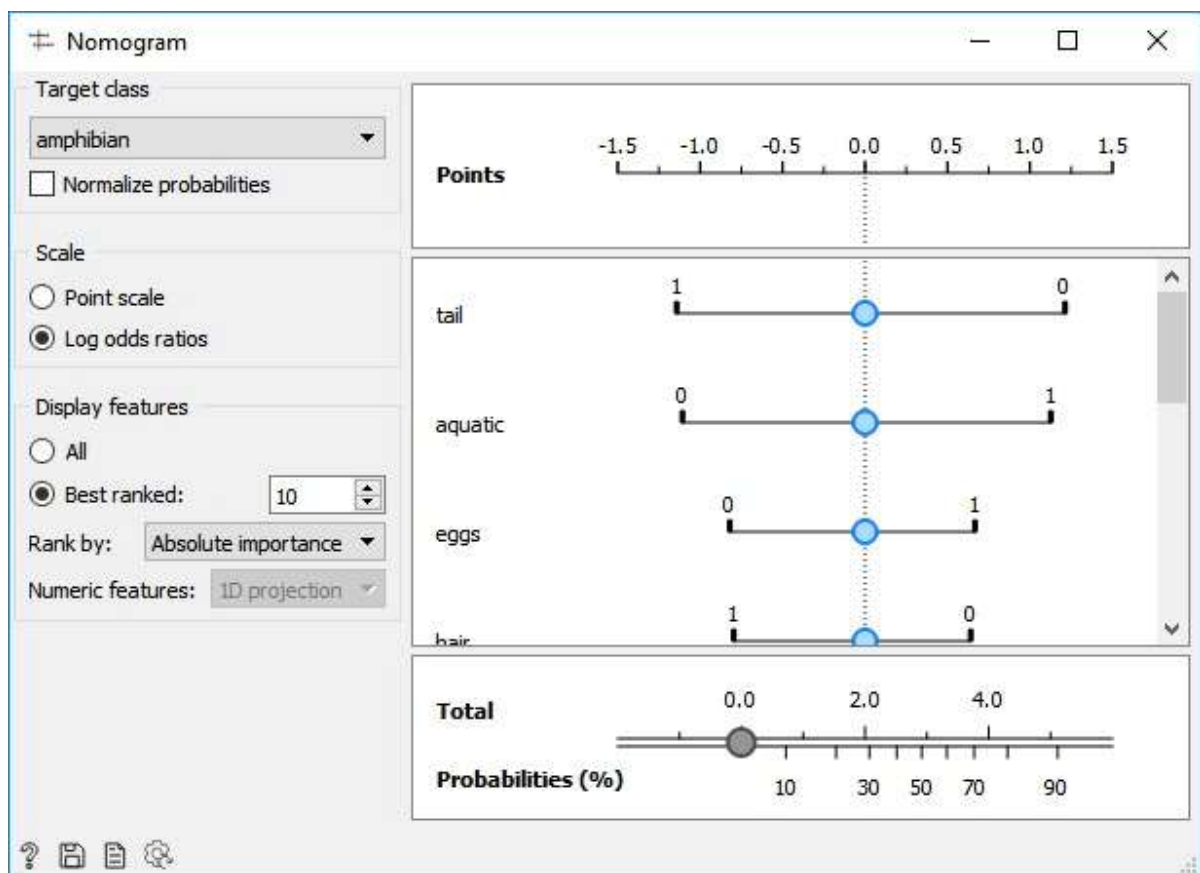 Nomogram
Target class
amphibian
Normalize probabilities
Scale
Point scale
Log odds ratios
Display features
All
Best ranked: 10
Rank by: Absolute importance
Numeric features: 1D projection
-1.5 -1.0 -0.5 0.0 0.5 1.0 1.5
Points
1 0
tail
0 1
aquatic
0 1
eggs
1 0
hair
0.0 2.0 4.0
Total
Probabilities (%)
10 30 50 70 90